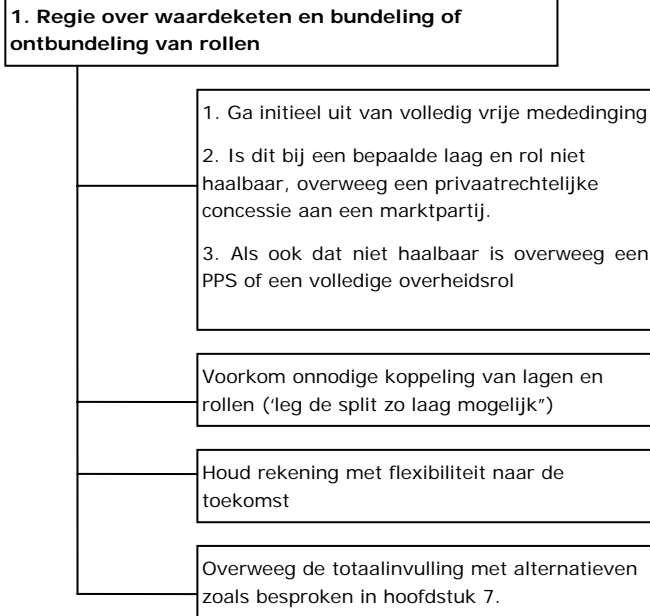 1. Regie over waardeketen en bundeling of
ontbundeling van rollen
1. Ga initieel uit van volledig vrije mededinging
2. Is dit bij een bepaalde laag en rol niet
haalbaar, overweeg een privaatrechtelijke
concessie aan een marktpartij.
3. Als ook dat niet haalbaar is overweeg een
PPS of een volledige overheidsrol
Voorkom onnodige koppeling van lagen en
rollen (‘leg de split zo laag mogelijk”)
Houd rekening met flexibiliteit naar de
toekomst
Overweeg de totaalinvulling met alternatieven
zoals besproken in hoofdstuk 7.